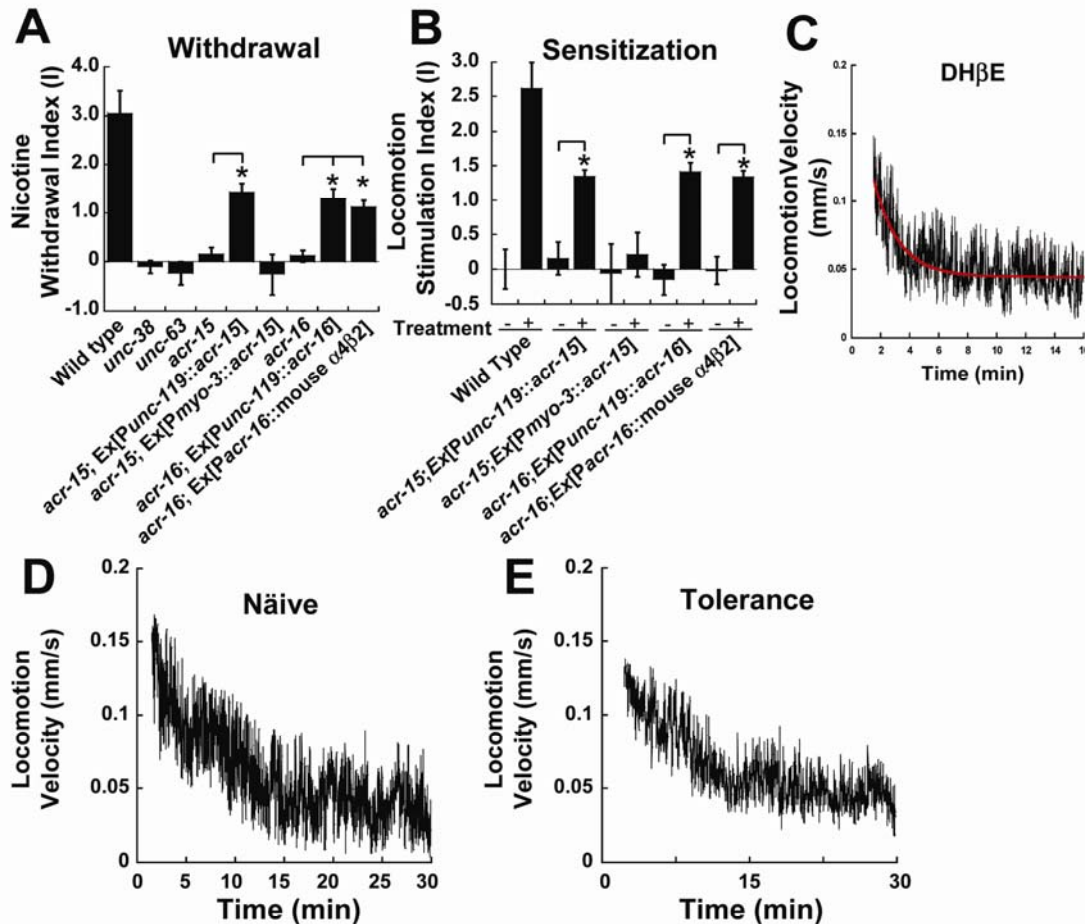 A
Withdrawal
Nicotine
Withdrawal Index (I)
4.0
3.0
2.0
1.0
0
-1.0
*
*
*
Wild type
unc-38
unc-63
acr-15
acr-15; Ex[Punc-119::acr-15]
acr-15; Ex[Pmyo-3::acr-15]
acr-16
acr-16; Ex[Punc-119::acr-16]
acr-16; Ex[Pacr-16::mouse α4β2]
B
Sensitization
Locomotion
Stimulation Index (I)
3.0
2.5
2.0
1.5
1.0
0.5
0
-0.5
*
*
*
Treatment - + - + - + - + - +
Wild Type
acr-15;Ex[Punc-119::acr-15]
acr-15;Ex[Pmyo-3::acr-15]
acr-16;Ex[Punc-119::acr-16]
acr-16;Ex[Pacr-16::mouse α4β2]
C
DHβE
Locomotion Velocity
(mm/s)
0.2
0.15
0.1
0.05
0
0 2 4 6 8 10 12 14 16
Time (min)
D
Näive
Locomotion
Velocity (mm/s)
0.2
0.15
0.1
0.05
0
0 5 10 15 20 25 30
Time (min)
E
Tolerance
Locomotion
Velocity (mm/s)
0.2
0.15
0.1
0.05
0
0 15 30
Time (min)